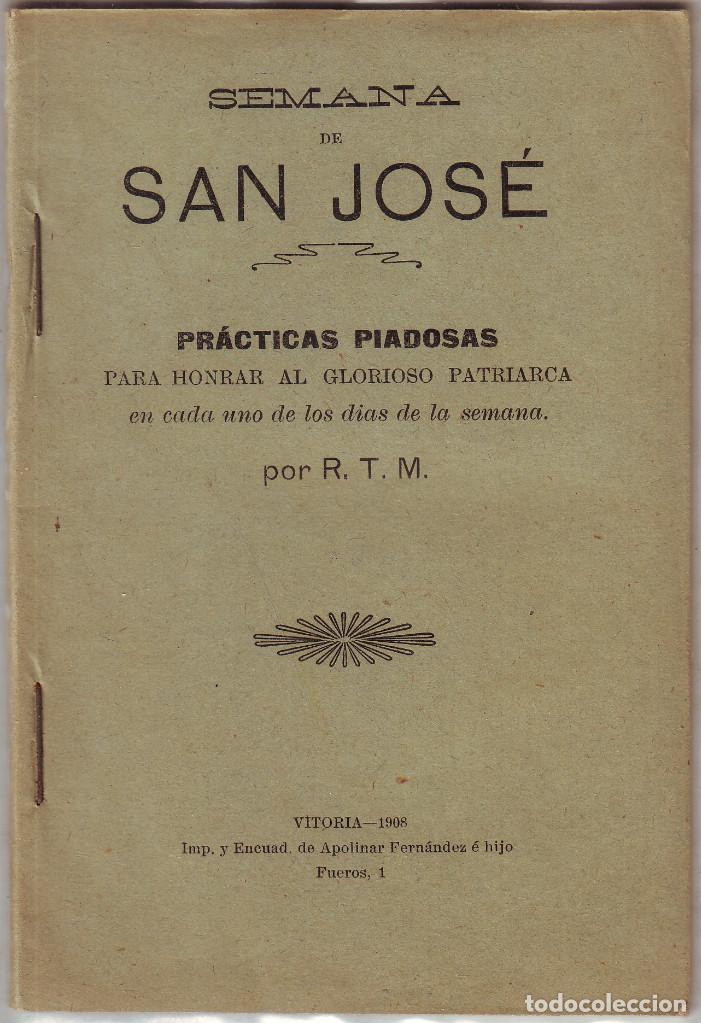 SEMANA
DE
SAN JOSÉ
PRÁCTICAS PIADOSAS
PARA HONRAR AL GLORIOSO PATRIARCA
en cada uno de los dias de la semana.
por R. T. M.
VITORIA—1908
Imp. y Encuad. de Apolinar Fernández é hijo
Fueros, 1
todocoleccion